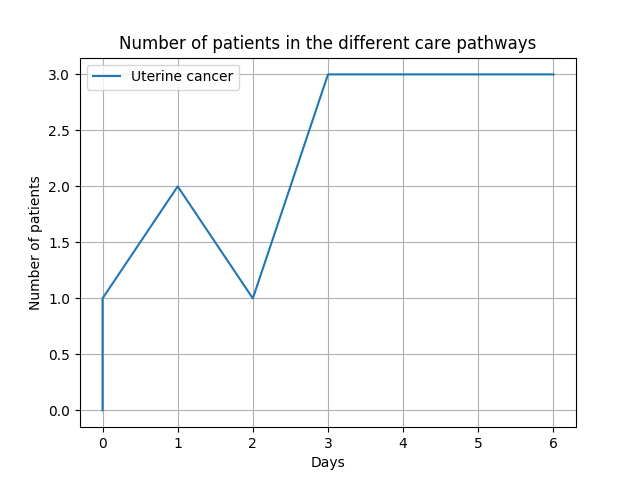 Number of patients in the different care pathways
Uterine cancer
Number of patients
3.0
2.5
2.0
1.5
1.0
0.5
0.0
0 1 2 3 4 5 6
Days